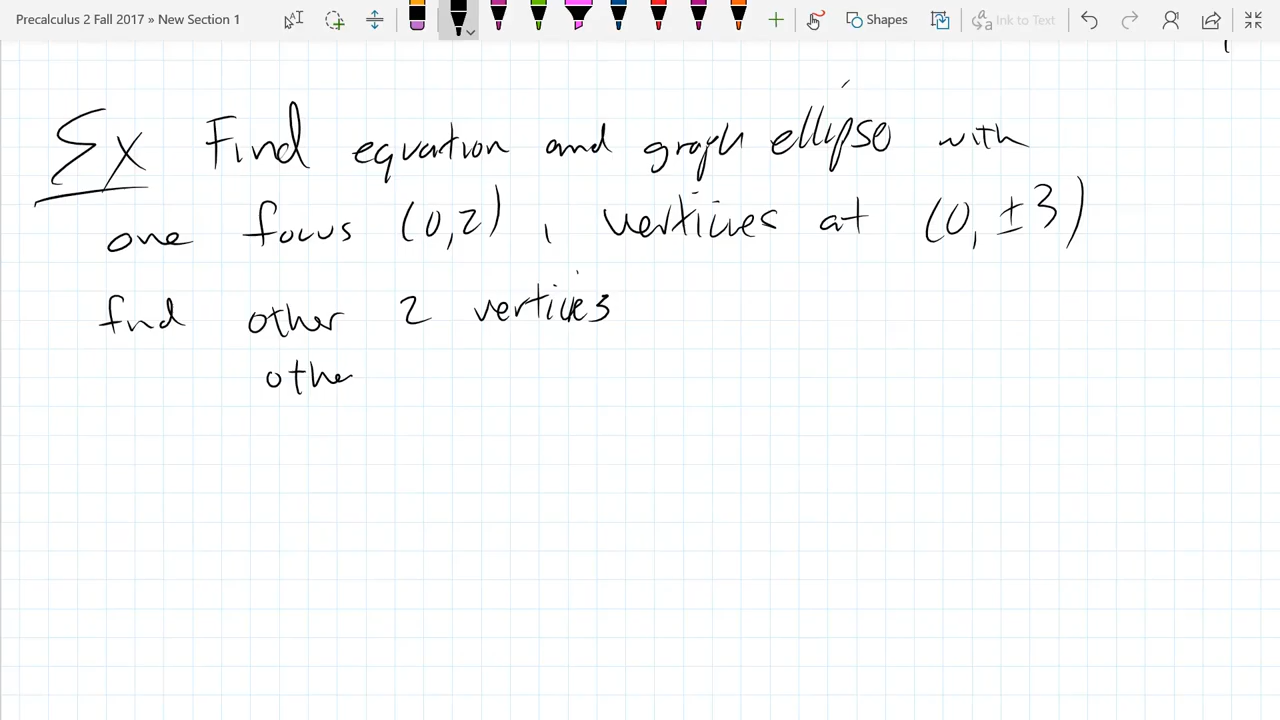 Precalculus 2 Fall 2017 » New Section 1
Shapes
Ink to Text
Ex Find equation and graph ellipse with
one focus (0,2), vertices at (0, ±3)
find other 2 vertices
othe